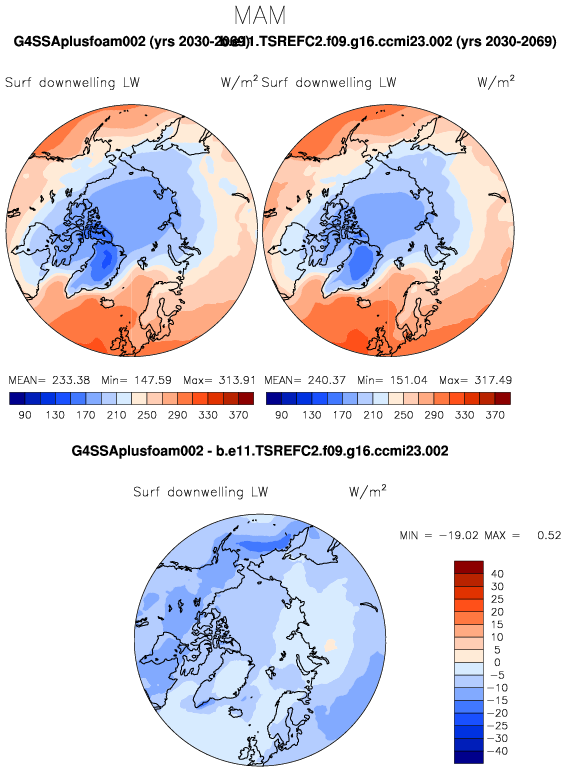 MAM
G4SSAplusfoam002 (yrs 2030-2069) b.e11.TSREFC2.f09.g16.ccmi23.002 (yrs 2030-2069)
Surf downwelling LW W/m² Surf downwelling LW W/m²
MEAN= 233.38 Min= 147.59 Max= 313.91 MEAN= 240.37 Min= 151.04 Max= 317.49
90 130 170 210 250 290 330 370 90 130 170 210 250 290 330 370
G4SSAplusfoam002 - b.e11.TSREFC2.f09.g16.ccmi23.002
Surf downwelling LW W/m²
MIN = -19.02 MAX = 0.52
40
30
25
20
15
10
5
0
-5
-10
-15
-20
-25
-30
-40